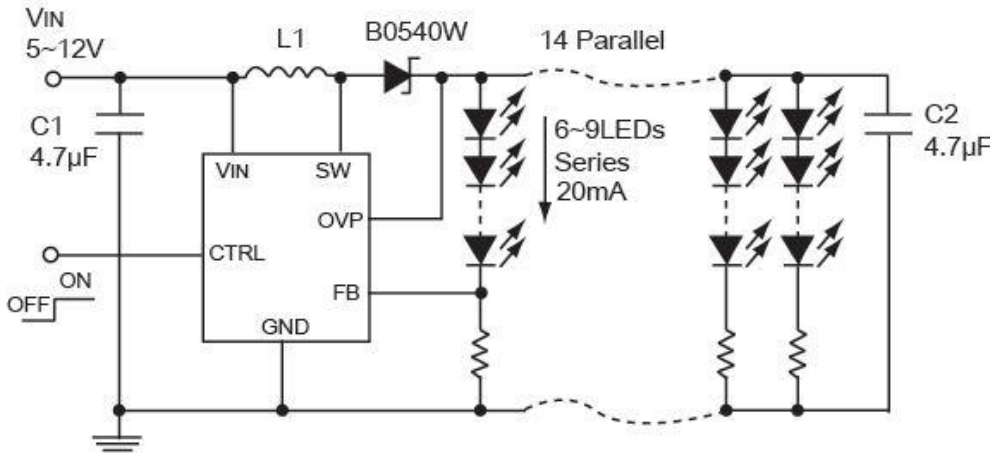 VIN
5~12V
L1
B0540W
14 Parallel
C1
4.7µF
6~9LEDs
Series
20mA
C2
4.7µF
VIN
SW
OVP
CTRL
FB
GND
ON
OFF